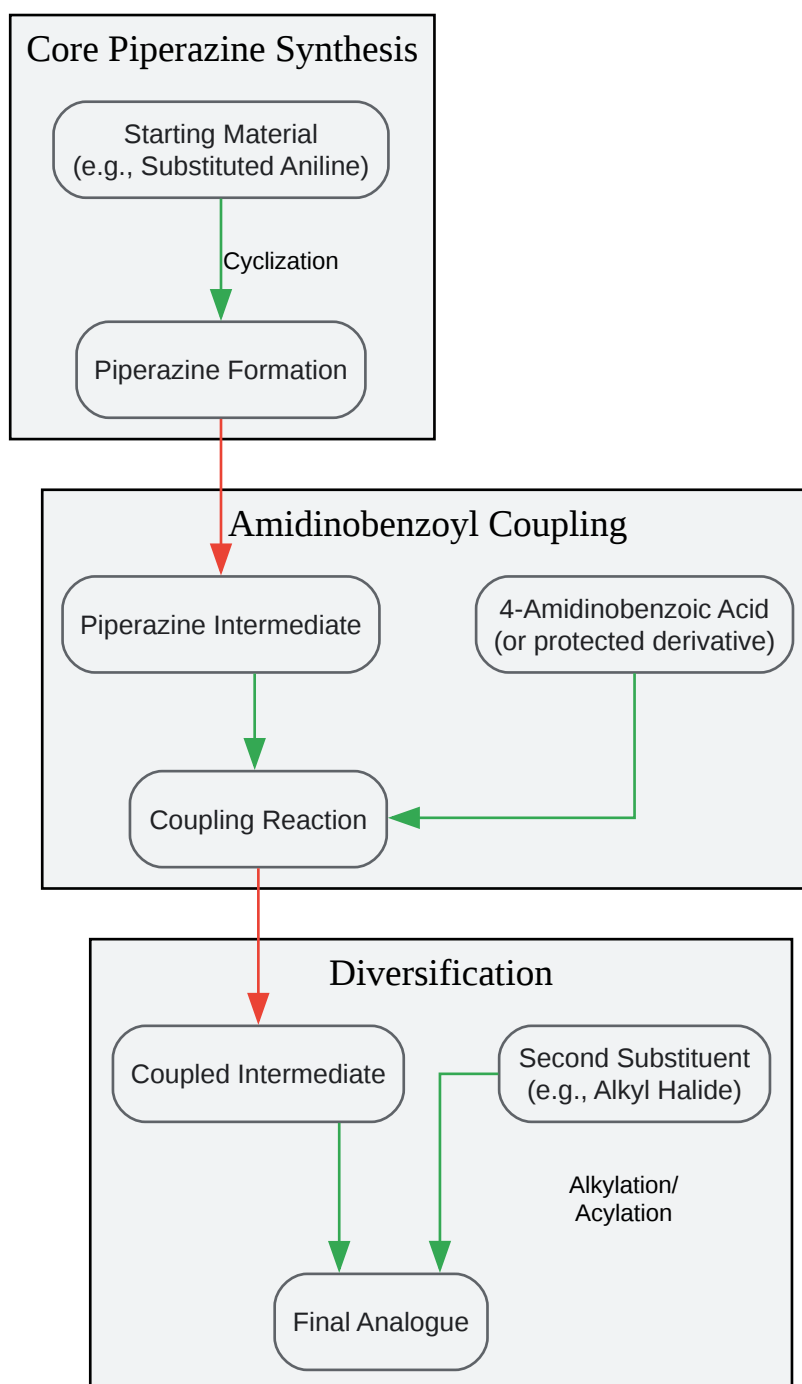 Core Piperazine Synthesis
Starting Material
(e.g., Substituted Aniline)
Cyclization
Piperazine Formation
Amidinobenzoyl Coupling
Piperazine Intermediate
4-Amidinobenzoic Acid
(or protected derivative)
Coupling Reaction
Diversification
Coupled Intermediate
Second Substituent
(e.g., Alkyl Halide)
Alkylation/
Acylation
Final Analogue